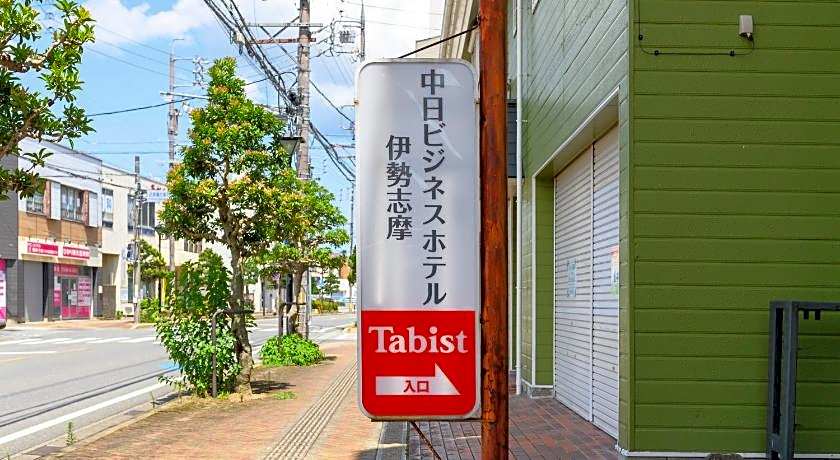 中日ビジネスホテル
伊勢志摩
Tabist
入口